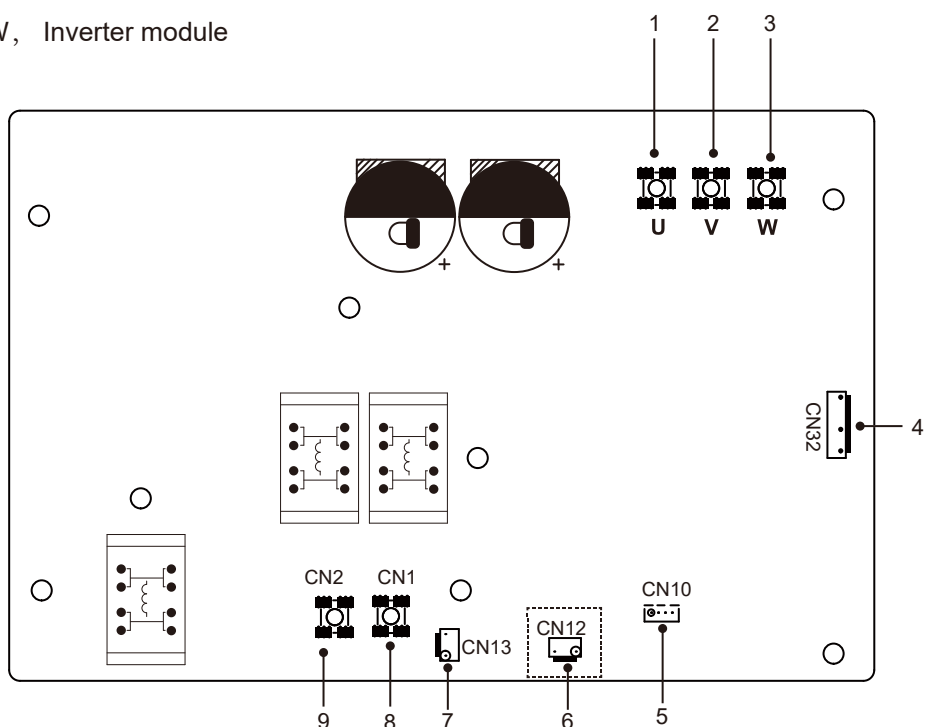 Inverter module
1 2 3
U V W
CN32
4
CN2 CN1
CN10
CN12
CN13
9 8 7 6 5